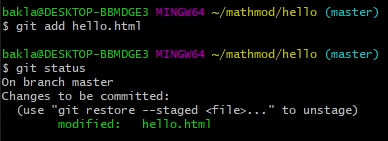 bakla@DESKTOP-BBMDGE3 MINGW64 ~/mathmod/hello (master)
$ git add hello.html
bakla@DESKTOP-BBMDGE3 MINGW64 ~/mathmod/hello (master)
$ git status
On branch master
Changes to be committed:
  (use "git restore --staged <file>..." to unstage)
        modified:   hello.html